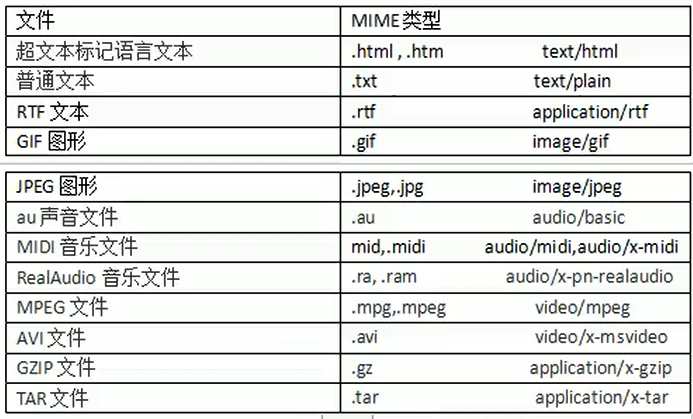 文件 MIME类型
超文本标记语言文本 .html , .htm text/html
普通文本 .txt text/plain
RTF 文本 .rtf application/rtf
GIF 图形 .gif image/gif
JPEG 图形 .jpeg,.jpg image/jpeg
au 声音文件 .au audio/basic
MIDI 音乐文件 mid,.midi audio/midi,audio/x-midi
RealAudio 音乐文件 .ra, .ram audio/x-pn-realaudio
MPEG 文件 .mpg,.mpeg video/mpeg
AVI 文件 .avi video/x-msvideo
GZIP 文件 .gz application/x-gzip
TAR 文件 .tar application/x-tar